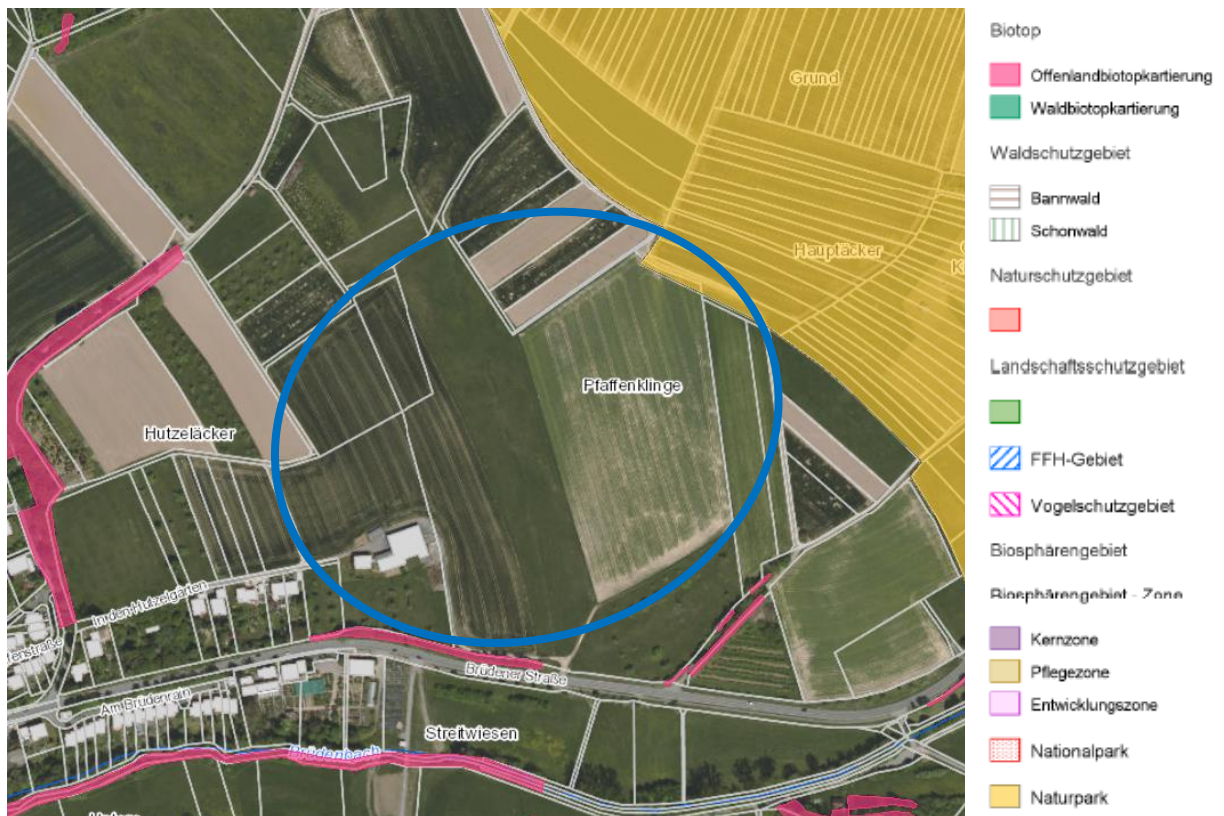 Grund
Hauptäcker
Pfaffenklinge
Hutzeläcker
In den Hutzelgärten
Brüdener Straße
Am Brüdenrain
Streitwiesen
Brüdenbach
Biotop
Offenlandbiotopkartierung
Waldbiotopkartierung
Waldschutzgebiet
Bannwald
Schonwald
Naturschutzgebiet
Landschaftsschutzgebiet
FFH-Gebiet
Vogelschutzgebiet
Biosphärengebiet
Biosphärengebiet - Zone
Kernzone
Pflegezone
Entwicklungszone
Nationalpark
Naturpark